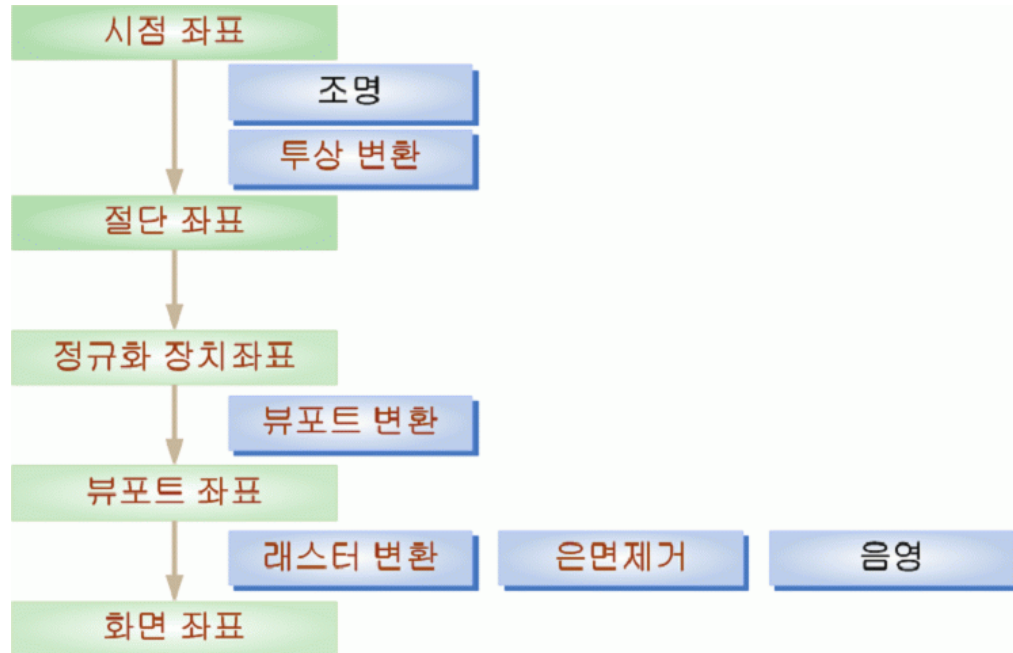 시점 좌표
조명
투상 변환
절단 좌표
정규화 장치좌표
뷰포트 변환
뷰포트 좌표
래스터 변환 은면제거 음영
화면 좌표